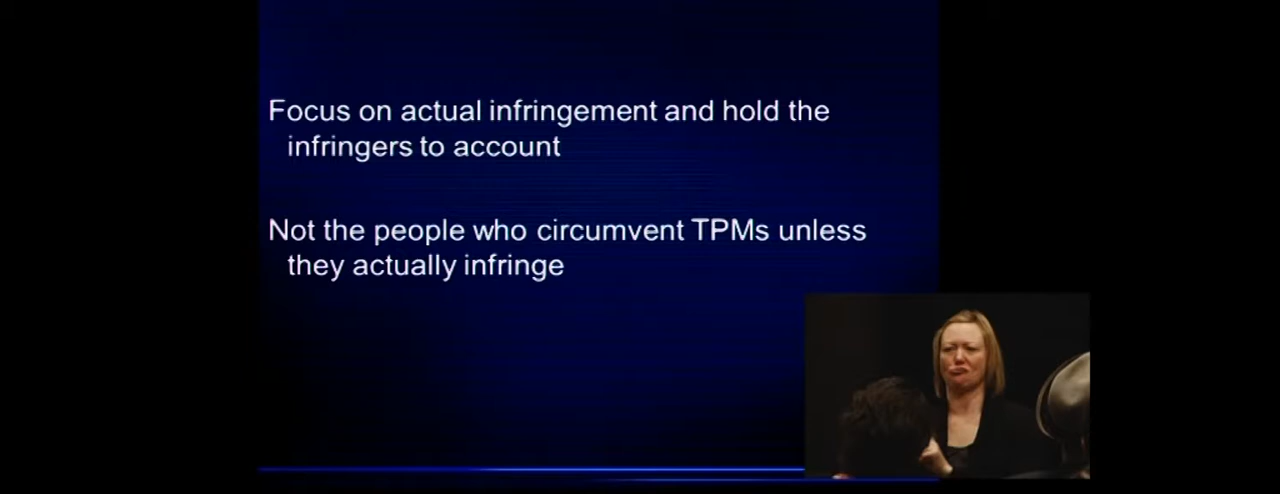 Focus on actual infringement and hold the
infringers to account
Not the people who circumvent TPMs unless
they actually infringe